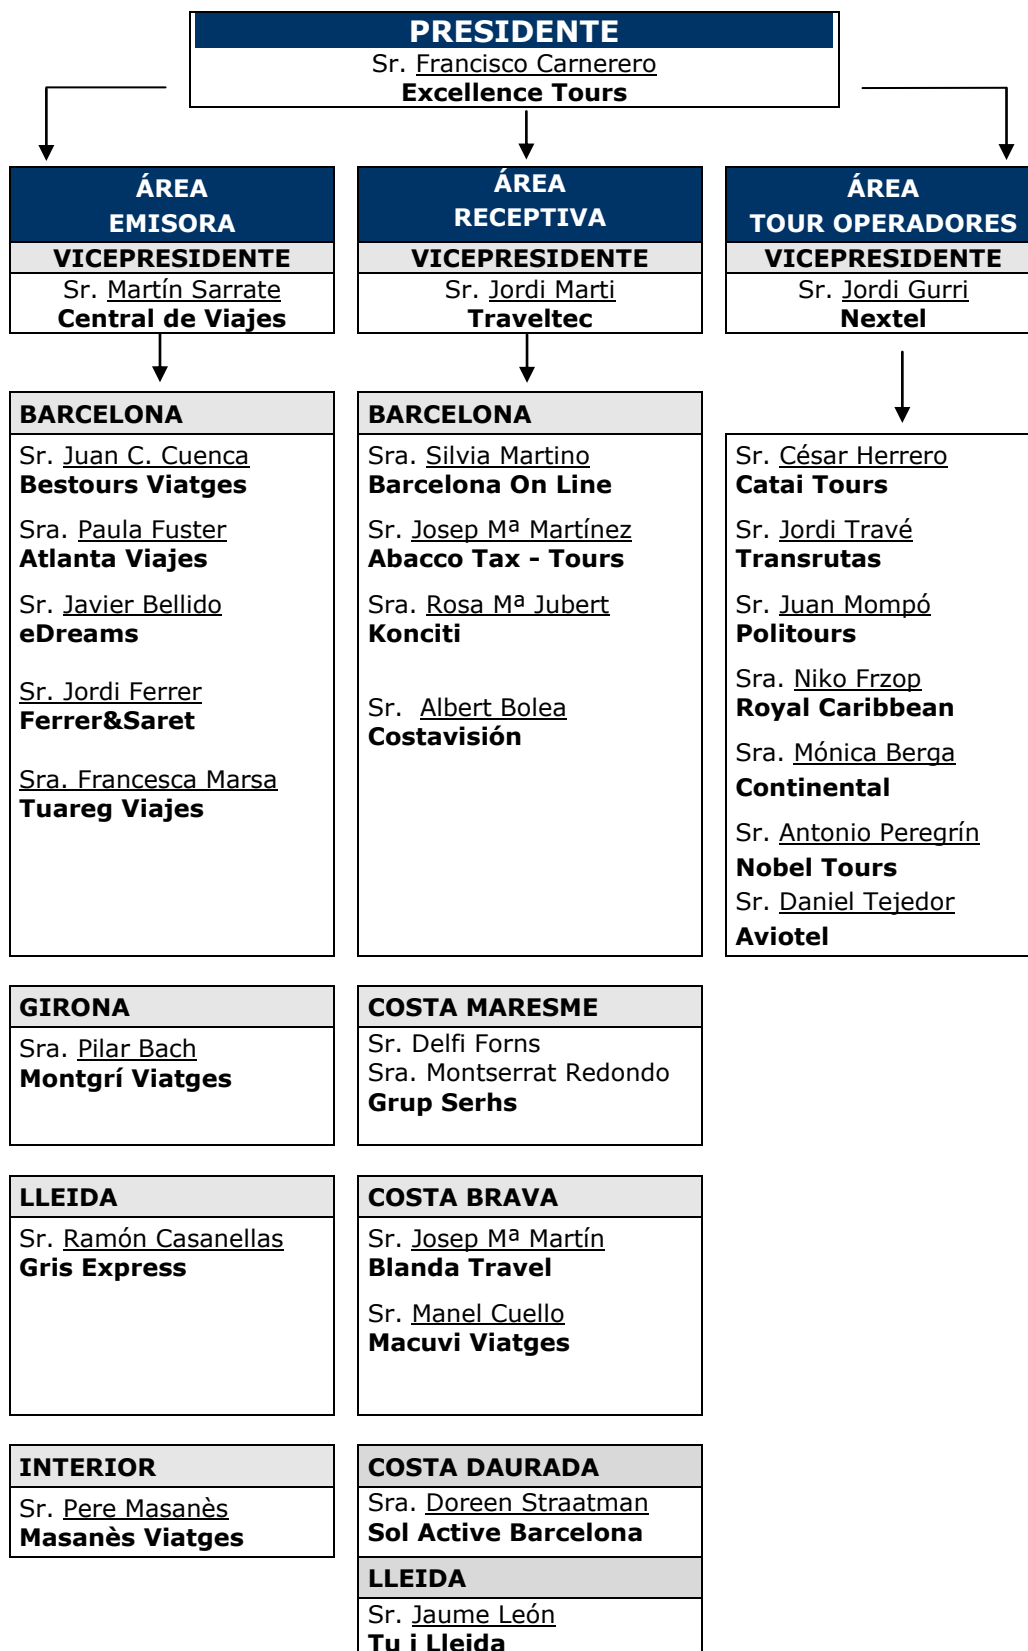 PRESIDENTE
Sr. Francisco Carnerero
Excellence Tours
ÁREA
EMISORA
VICEPRESIDENTE
Sr. Martín Sarrate
Central de Viajes
BARCELONA
Sr. Juan C. Cuenca
Bestours Viatges
Sra. Paula Fuster
Atlanta Viajes
Sr. Javier Bellido
eDreams
Sr. Jordi Ferrer
Ferrer&Saret
Sra. Francesca Marsa
Tuareg Viajes
GIRONA
Sra. Pilar Bach
Montgrí Viatges
LLEIDA
Sr. Ramón Casanellas
Gris Express
INTERIOR
Sr. Pere Masanès
Masanès Viatges
ÁREA
RECEPTIVA
VICEPRESIDENTE
Sr. Jordi Marti
Traveltec
BARCELONA
Sra. Silvia Martino
Barcelona On Line
Sr. Josep Mª Martínez
Abacco Tax - Tours
Sra. Rosa Mª Jubert
Konciti
Sr. Albert Bolea
Costavisión
COSTA MARESME
Sr. Delfi Forns
Sra. Montserrat Redondo
Grup Serhs
COSTA BRAVA
Sr. Josep Mª Martín
Blanda Travel
Sr. Manel Cuello
Macuvi Viatges
COSTA DAURADA
Sra. Doreen Straatman
Sol Active Barcelona
LLEIDA
Sr. Jaume León
Tu i Lleida
ÁREA
TOUR OPERADORES
VICEPRESIDENTE
Sr. Jordi Gurri
Nextel
Sr. César Herrero
Catai Tours
Sr. Jordi Travé
Transrutas
Sr. Juan Mompó
Politours
Sra. Niko Frzop
Royal Caribbean
Sra. Mónica Berga
Continental
Sr. Antonio Peregrín
Nobel Tours
Sr. Daniel Tejedor
Aviotel